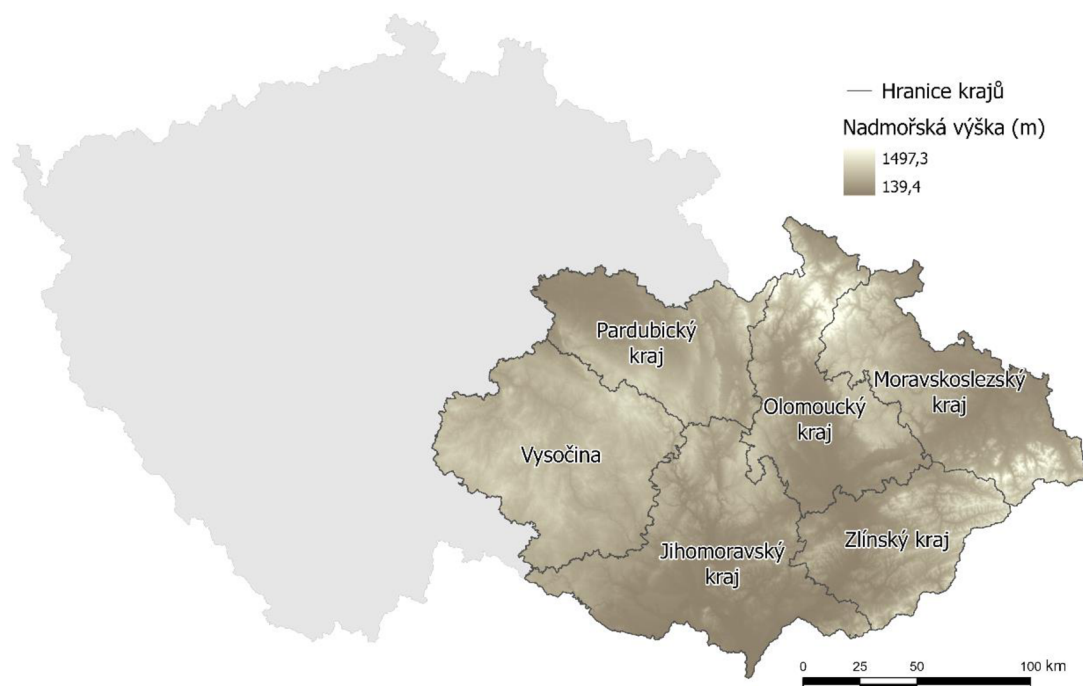 Hranice krajů
Nadmořská výška (m)
1497,3
139,4
Pardubický
kraj
Moravskoslezský
kraj
Olomoucký
kraj
Vysočina
Jihomoravský
kraj
Zlínský kraj
0 25 50 100 km